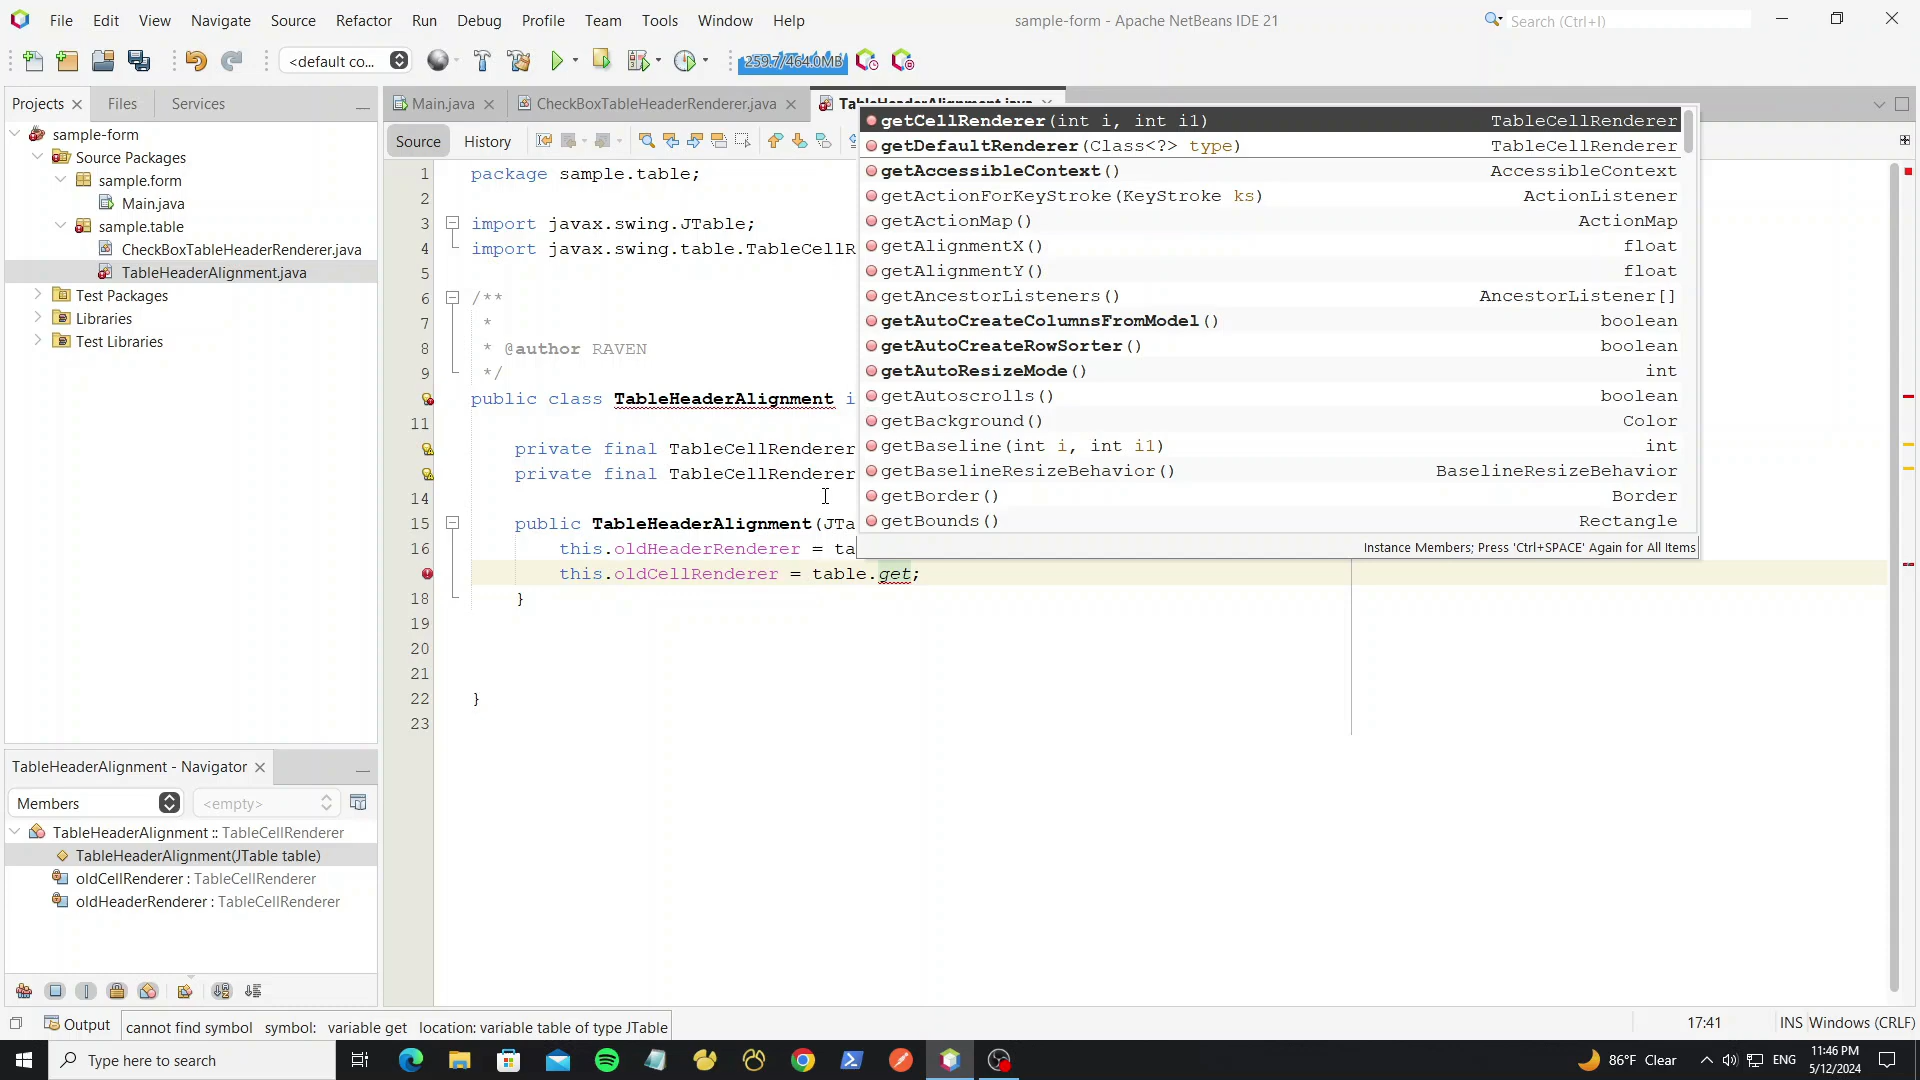 File Edit View Navigate Source Refactor Run Debug Profile Team Tools Window Help
sample-form - Apache NetBeans IDE 21
Search (Ctrl+I)
<default co...
259.7/464.0MB
Projects Files Services
Main.java CheckBoxTableHeaderRenderer.java TableHeaderAlignment.java
Source History
sample-form
Source Packages
sample.form
Main.java
sample.table
CheckBoxTableHeaderRenderer.java
TableHeaderAlignment.java
Test Packages
Libraries
Test Libraries
1 package sample.table;
2
3 import javax.swing.JTable;
4 import javax.swing.table.TableCellR
5
6 /**
7 *
8 * @author RAVEN
9 */
public class TableHeaderAlignment i
11
private final TableCellRenderer
private final TableCellRenderer
14
15 public TableHeaderAlignment(JTa
16 this.oldHeaderRenderer = ta
this.oldCellRenderer = table.get;
18 }
19
20
21
22 }
23
getCellRenderer(int i, int i1) TableCellRenderer
getDefaultRenderer(Class<?> type) TableCellRenderer
getAccessibleContext() AccessibleContext
getActionForKeyStroke(KeyStroke ks) ActionListener
getActionMap() ActionMap
getAlignmentX() float
getAlignmentY() float
getAncestorListeners() AncestorListener[]
getAutoCreateColumnsFromModel() boolean
getAutoCreateRowSorter() boolean
getAutoResizeMode() int
getAutoscrolls() boolean
getBackground() Color
getBaseline(int i, int i1) int
getBaselineResizeBehavior() BaselineResizeBehavior
getBorder() Border
getBounds() Rectangle
Instance Members; Press 'Ctrl+SPACE' Again for All Items
TableHeaderAlignment - Navigator
Members <empty>
TableHeaderAlignment :: TableCellRenderer
TableHeaderAlignment(JTable table)
oldCellRenderer : TableCellRenderer
oldHeaderRenderer : TableCellRenderer
Output cannot find symbol symbol: variable get location: variable table of type JTable
17:41 INS Windows (CRLF)
Type here to search
86°F Clear ENG
11:46 PM
5/12/2024